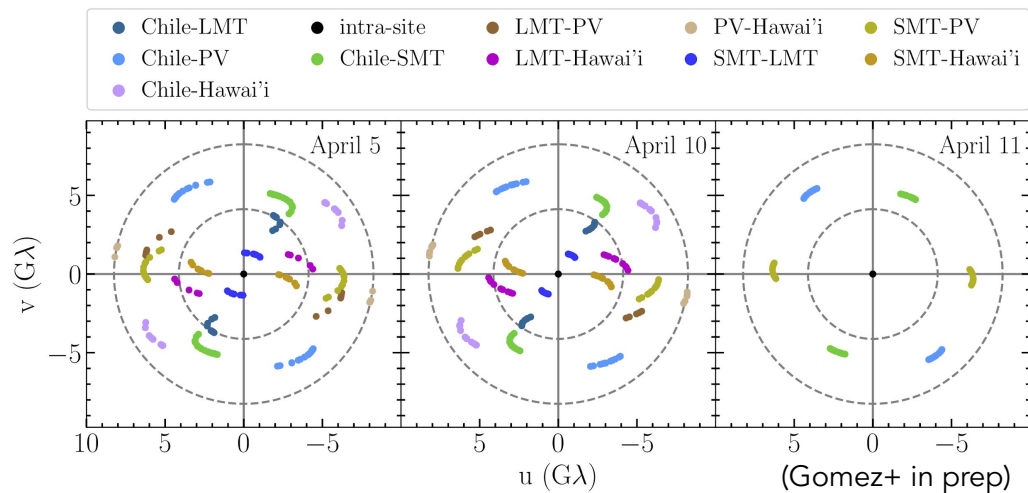 Chile-LMT intra-site LMT-PV PV-Hawai'i SMT-PV
Chile-PV Chile-SMT LMT-Hawai'i SMT-LMT SMT-Hawai'i
Chile-Hawai'i
April 5 April 10 April 11
5
0
−5
v (Gλ)
10 5 0 −5 5 0 −5 5 0 −5
u (Gλ)
(Gomez+ in prep)